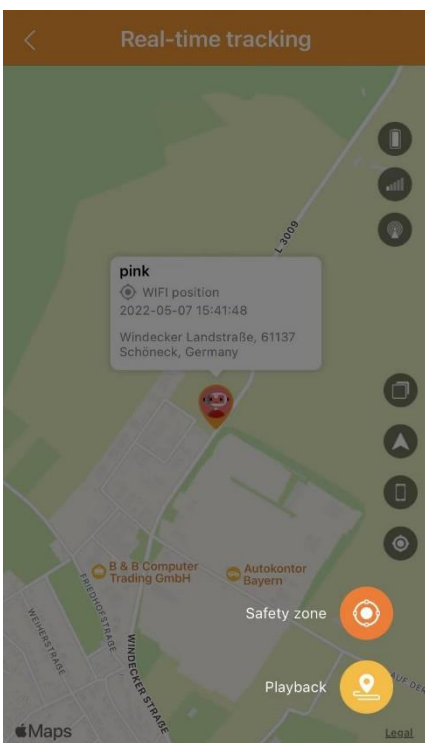 Real-time tracking
L 3009
pink
WIFI position
2022-05-07 15:41:48
Windecker Landstraße, 61137
Schöneck, Germany
B & B Computer
Trading GmbH
Autokontor
Bayern
FRIEDHOFSTRAßE
WEIHERSTRAßE
WINDECKER STRAßE
Safety zone
AUF DER
Playback
Maps
Legal